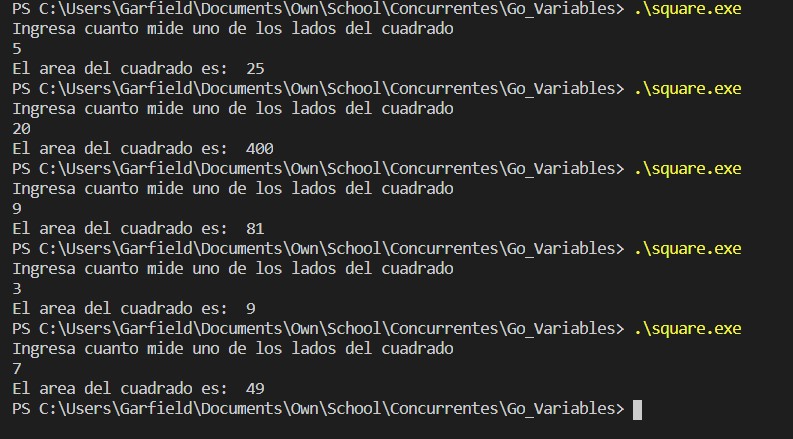 PS C:\Users\Garfield\Documents\Own\School\Concurrentes\Go_Variables> .\square.exe
Ingresa cuanto mide uno de los lados del cuadrado
5
El area del cuadrado es:  25
PS C:\Users\Garfield\Documents\Own\School\Concurrentes\Go_Variables> .\square.exe
Ingresa cuanto mide uno de los lados del cuadrado
20
El area del cuadrado es:  400
PS C:\Users\Garfield\Documents\Own\School\Concurrentes\Go_Variables> .\square.exe
Ingresa cuanto mide uno de los lados del cuadrado
9
El area del cuadrado es:  81
PS C:\Users\Garfield\Documents\Own\School\Concurrentes\Go_Variables> .\square.exe
Ingresa cuanto mide uno de los lados del cuadrado
3
El area del cuadrado es:  9
PS C:\Users\Garfield\Documents\Own\School\Concurrentes\Go_Variables> .\square.exe
Ingresa cuanto mide uno de los lados del cuadrado
7
El area del cuadrado es:  49
PS C:\Users\Garfield\Documents\Own\School\Concurrentes\Go_Variables>